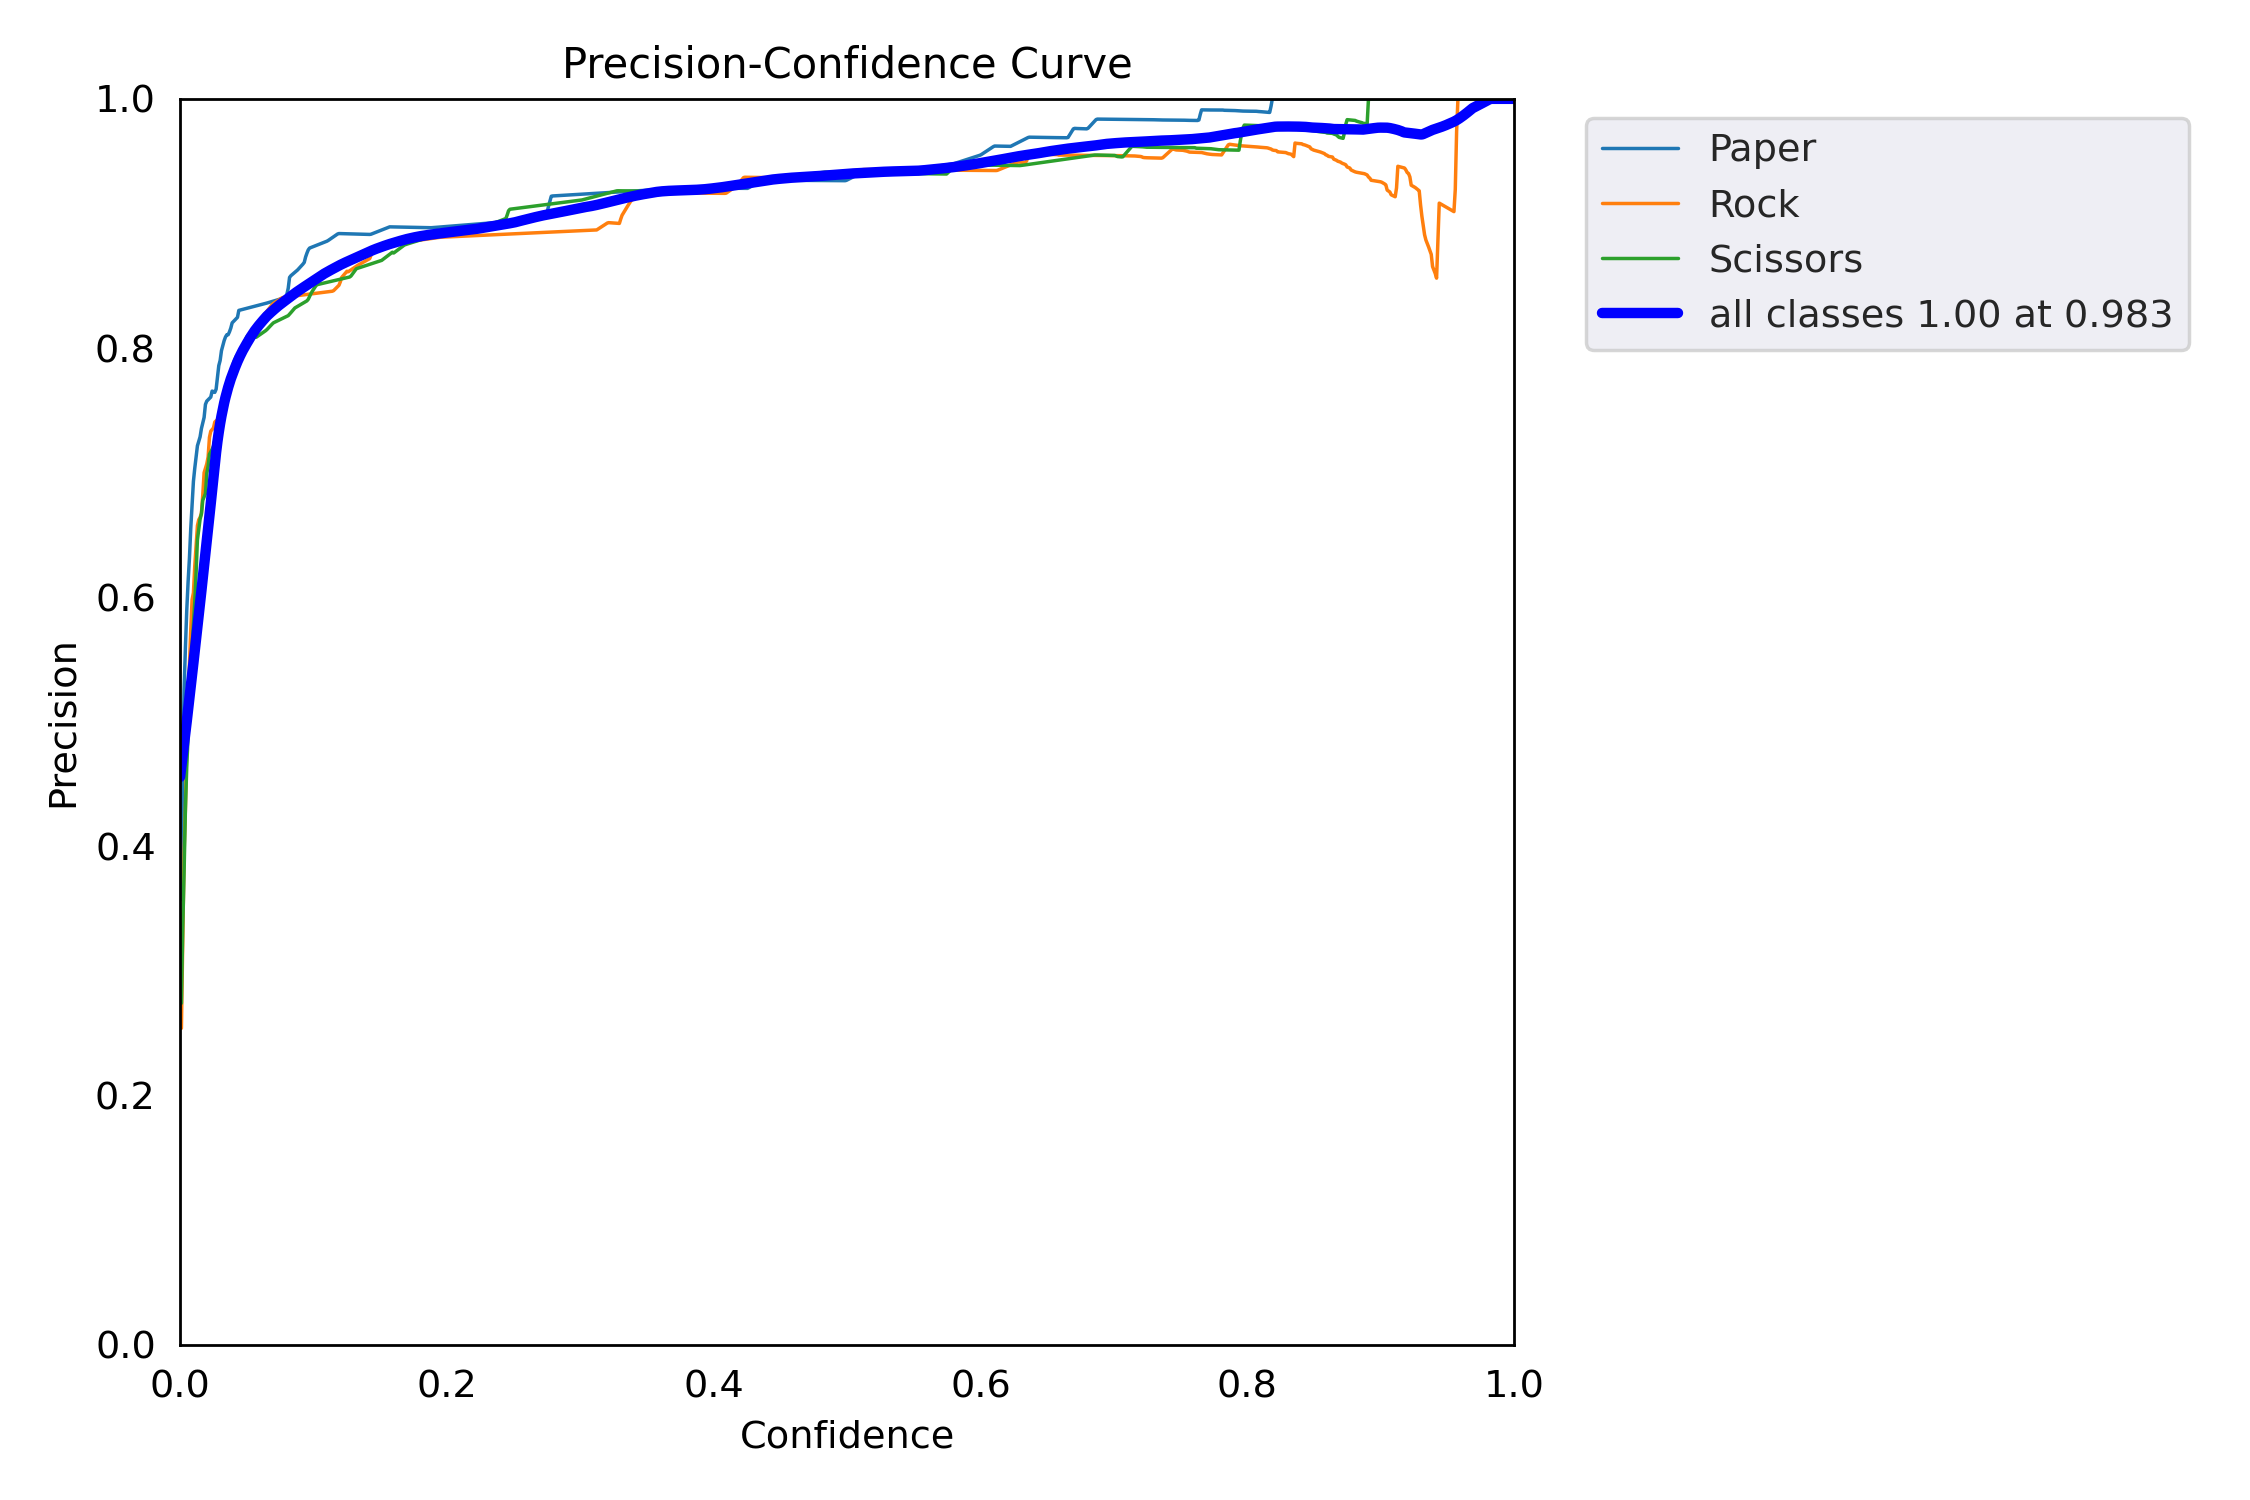 Precision-Confidence Curve
1.0
0.8
0.6
0.4
0.2
0.0
Precision
0.0 0.2 0.4 0.6 0.8 1.0
Confidence
Paper
Rock
Scissors
all classes 1.00 at 0.983